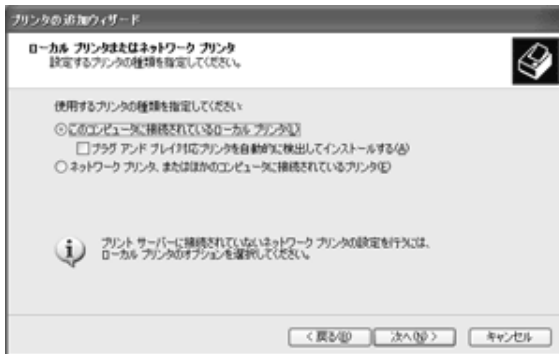 プリンタの追加ウィザード
ローカル プリンタまたはネットワーク プリンタ
設定するプリンタの種類を指定してください。
使用するプリンタの種類を指定してください:
このコンピュータに接続されているローカル プリンタ(L)
プラグ アンド プレイ対応プリンタを自動的に検出してインストールする(A)
ネットワーク プリンタ、またはほかのコンピュータに接続されているプリンタ(E)
プリント サーバーに接続されていないネットワーク プリンタの設定を行うには、
ローカル プリンタのオプションを選択してください。
< 戻る(B) 次へ(N) > キャンセル